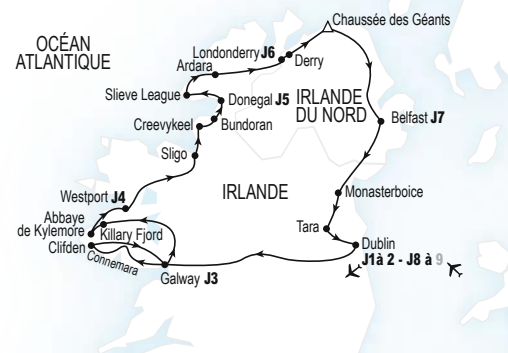 Chaussée des Géants
OCÉAN
ATLANTIQUE
Londonderry J6
Derry
Ardara
Slieve League
Donegal J5
IRLANDE
DU NORD
Belfast J7
Creevykeel
Bundoran
Sligo
Westport J4
IRLANDE
Monasterboice
Abbaye
de Kylemore
Killary Fjord
Tara
Clifden
Connemara
Dublin
J1à 2 - J8 à 9
Galway J3